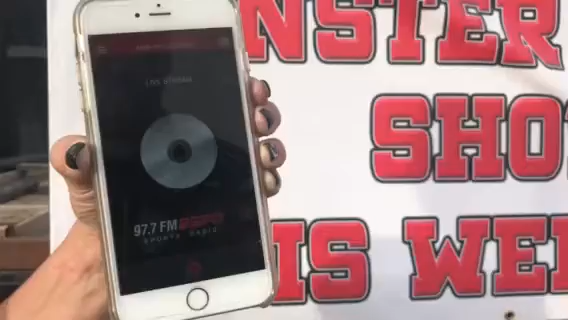 NSTER
SHO
IS WE
LIVE STREAM
97.7 FM ESPN
SPORTS RADIO